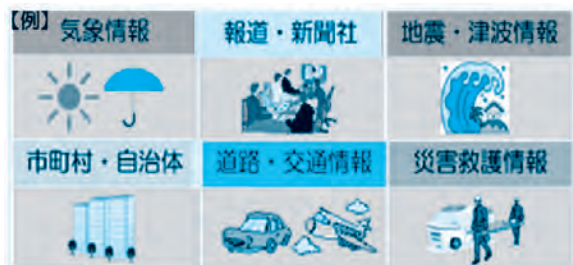 【例】
気象情報 報道・新聞社 地震・津波情報
市町村・自治体 道路・交通情報 災害救護情報